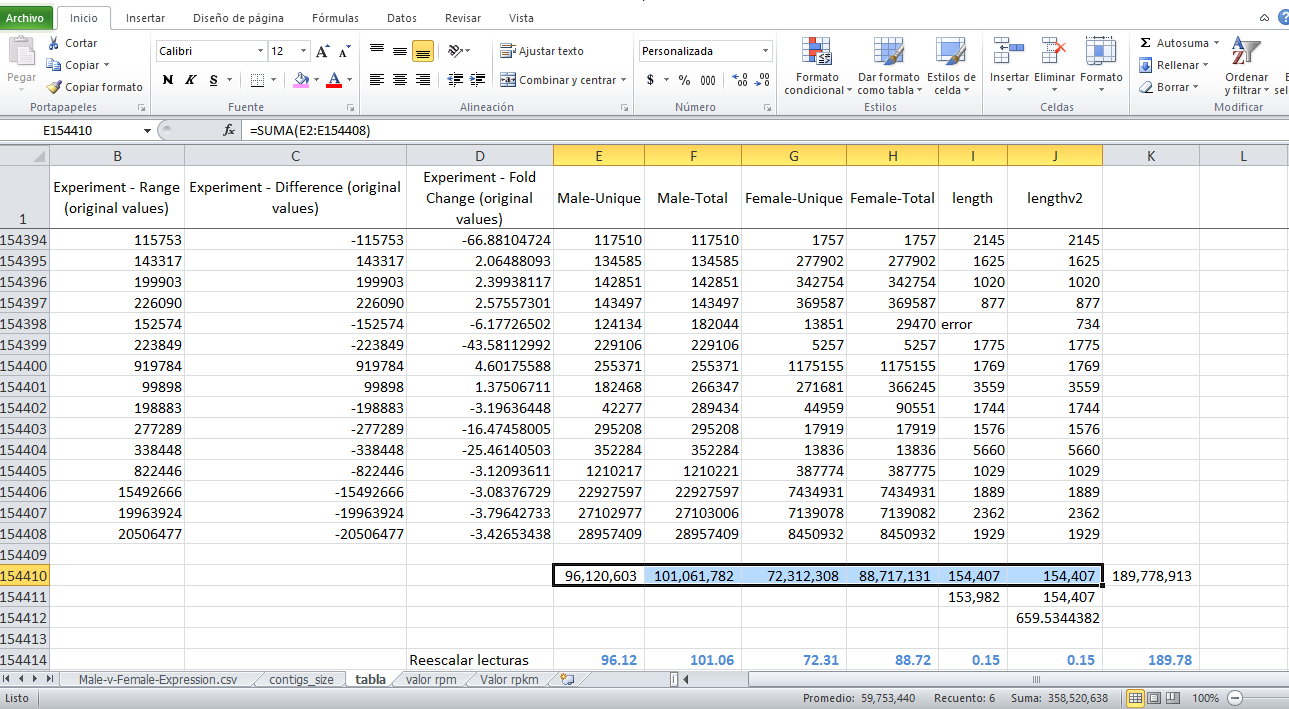 Archivo Inicio Insertar Diseño de página Fórmulas Datos Revisar Vista
Cortar
Calibri 12 Ajustar texto Personalizada Σ Autosuma
Copiar Rellenar
Pegar Copiar formato N K S A Combinar y centrar $ % 000 Borrar
Formato condicional Dar formato como tabla Estilos de celda Insertar Eliminar Formato Ordenar y filtrar
Portapapeles Fuente Alineación Número Estilos Celdas Modificar
E154410 fx =SUMA(E2:E154408)
B C D E F G H I J K L
1 Experiment - Range (original values) Experiment - Difference (original values) Experiment - Fold Change (original values) Male-Unique Male-Total Female-Unique Female-Total length lengthv2
154394 115753 -115753 -66.88104724 117510 117510 1757 1757 2145 2145
154395 143317 143317 2.06488093 134585 134585 277902 277902 1625 1625
154396 199903 199903 2.39938117 142851 142851 342754 342754 1020 1020
154397 226090 226090 2.57557301 143497 143497 369587 369587 877 877
154398 152574 -152574 -6.17726502 124134 182044 13851 29470 error 734
154399 223849 -223849 -43.58112992 229106 229106 5257 5257 1775 1775
154400 919784 919784 4.60175588 255371 255371 1175155 1175155 1769 1769
154401 99898 99898 1.37506711 182468 266347 271681 366245 3559 3559
154402 198883 -198883 -3.19636448 42277 289434 44959 90551 1744 1744
154403 277289 -277289 -16.47458005 295208 295208 17919 17919 1576 1576
154404 338448 -338448 -25.46140503 352284 352284 13836 13836 5660 5660
154405 822446 -822446 -3.12093611 1210217 1210221 387774 387775 1029 1029
154406 15492666 -15492666 -3.08376729 22927597 22927597 7434931 7434931 1889 1889
154407 19963924 -19963924 -3.79642733 27102977 27103006 7139078 7139082 2362 2362
154408 20506477 -20506477 -3.42653438 28957409 28957409 8450932 8450932 1929 1929
154409
154410 96,120,603 101,061,782 72,312,308 88,717,131 154,407 154,407 189,778,913
154411 153,982 154,407
154412 659.5344382
154413
154414 Reescalar lecturas 96.12 101.06 72.31 88.72 0.15 0.15 189.78
Male-v-Female-Expression.csv contigs_size tabla valor rpm Valor rpkm
Listo Promedio: 59,753,440 Recuento: 6 Suma: 358,520,638 100%